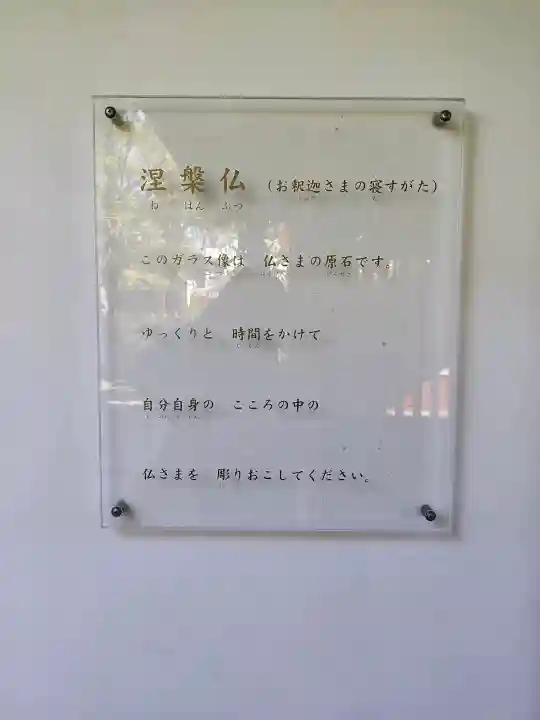 涅槃仏 (お釈迦さまの寝すがた)
ね はん ぶつ
このガラス像は 仏さまの原石です。
ゆっくりと 時間をかけて
自分自身の こころの中の
仏さまを 彫りおこしてください。